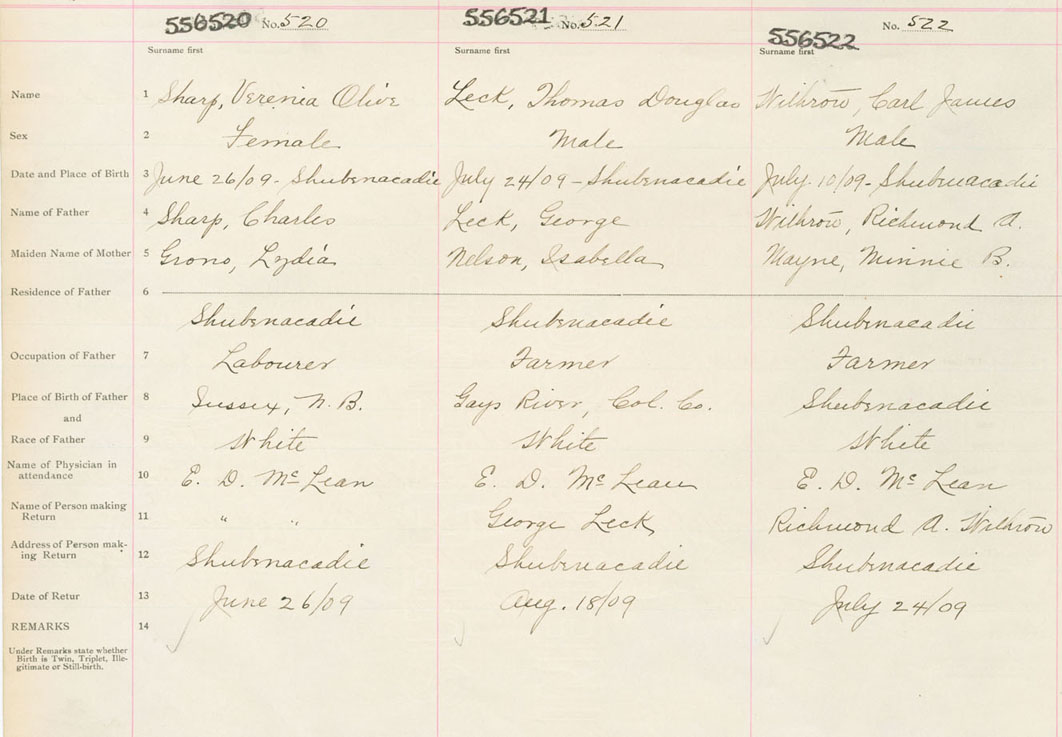 556520 No. 520 556521 No. 521 556522 No. 522
Surname first Surname first Surname first
Name 1 Sharp, Verenia Olive Leck, Thomas Douglas Withrow, Carl James
Sex 2 Female Male Male
Date and Place of Birth 3 June 26/09 - Shubenacadie July 24/09 - Shubenacadie July 10/09 - Shubenacadie
Name of Father 4 Sharp, Charles Leck, George Withrow, Richmond A.
Maiden Name of Mother 5 Grono, Lydia Nelson, Isabella Mayne, Minnie B.
Residence of Father 6
Shubenacadie Shubenacadie Shubenacadie
Occupation of Father 7 Labourer Farmer Farmer
Place of Birth of Father 8 Sussex, N. B. Gays River, Col. Co. Shubenacadie
and
Race of Father 9 White White White
Name of Physician in
attendance 10 E. D. McLean E. D. McLean E. D. McLean
Name of Person making
Return 11 " " George Leck Richmond A. Withrow
Address of Person mak-
ing Return 12 Shubenacadie Shubenacadie Shubenacadie
Date of Retur 13 June 26/09 Aug. 18/09 July 24/09
REMARKS 14
Under Remarks state whether
Birth is Twin, Triplet, Ille-
gitimate or Still-birth.